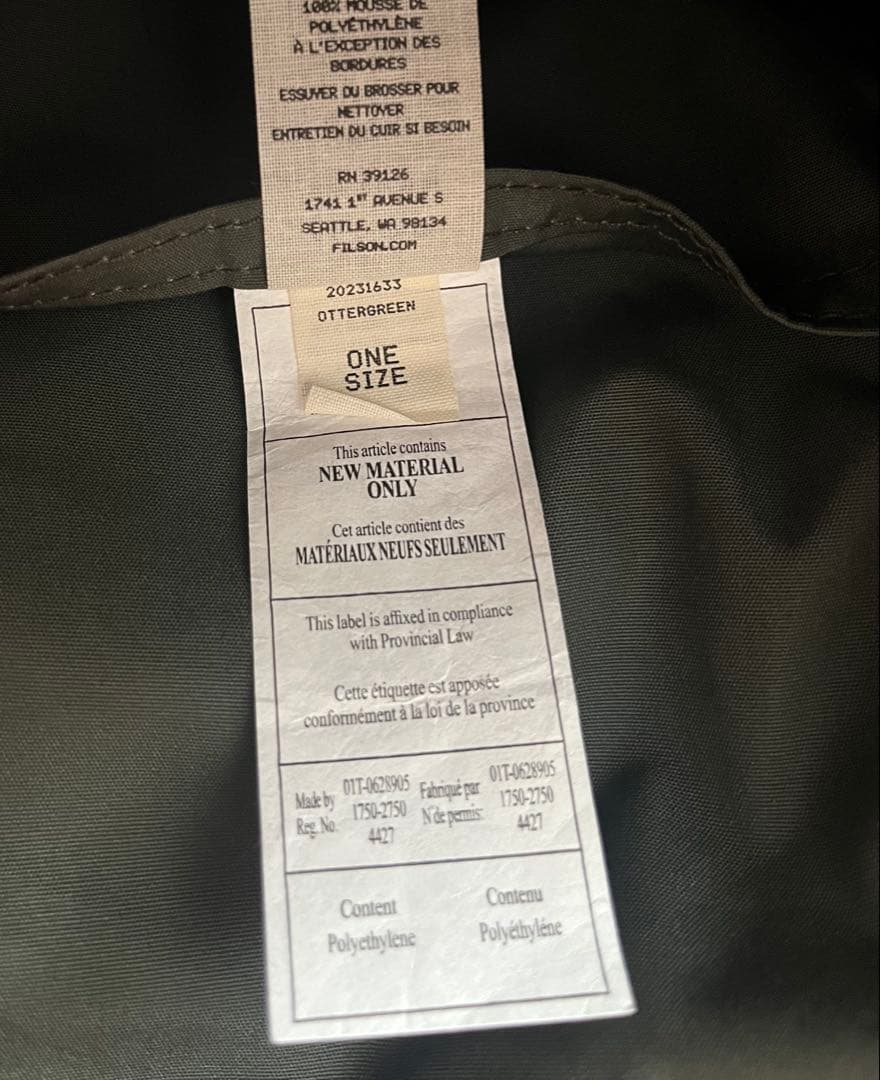 100% MOUSSE DE
POLYÉTHYLÈNE
À L'EXCEPTION DES
BORDURES
ESSUYER OU BROSSER POUR
NETTOYER
ENTRETIEN DU CUIR SI BESOIN
RN 39126
1741 1ST AVENUE S
SEATTLE, WA 98134
FILSON.COM
20231633
OTTERGREEN
ONE
SIZE
This article contains
NEW MATERIAL
ONLY
Cet article contient des
MATÉRIAUX NEUFS SEULEMENT
This label is affixed in compliance
with Provincial Law
Cette étiquette est apposée
conformément à la loi de la province
Made by 01T-0628905 Fabriqué par 01T-0628905
Reg. No. 1750-2750 N'de permis: 1750-2750
4427 4427
Content Contenu
Polyethylene Polyéthyléne